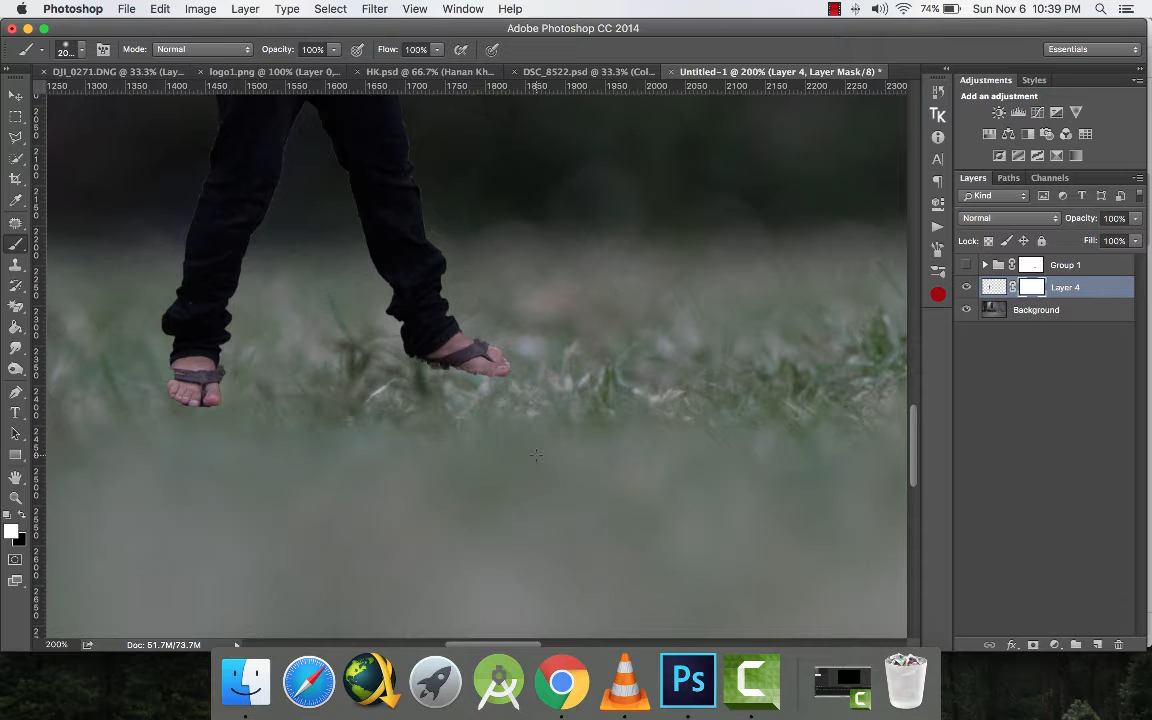 Photoshop File Edit Image Layer Type Select Filter 3D View Window Help 74% Sun Nov 6 10:39 PM
Adobe Photoshop CC 2014
20... Mode: Normal Opacity: 100% Flow: 100% Essentials
DJI_0271.DNG @ 33.3% (Lay... logo1.png @ 100% (Layer 0,... HK.psd @ 66.7% (Hanan Kh... DSC_8522.psd @ 33.3% (Col... Untitled-1 @ 200% (Layer 4, Layer Mask/8) *
1250 1300 1350 1400 1450 1500 1550 1600 1650 1700 1750 1800 1850 1900 1950 2000 2050 2100 2150 2200 2250 2300
Adjustments Styles
Add an adjustment
TK
Layers Paths Channels
Kind
Normal Opacity: 100%
Lock: Fill: 100%
Group 1
Layer 4
Background
200% Doc: 51.7M/73.7M
Ps